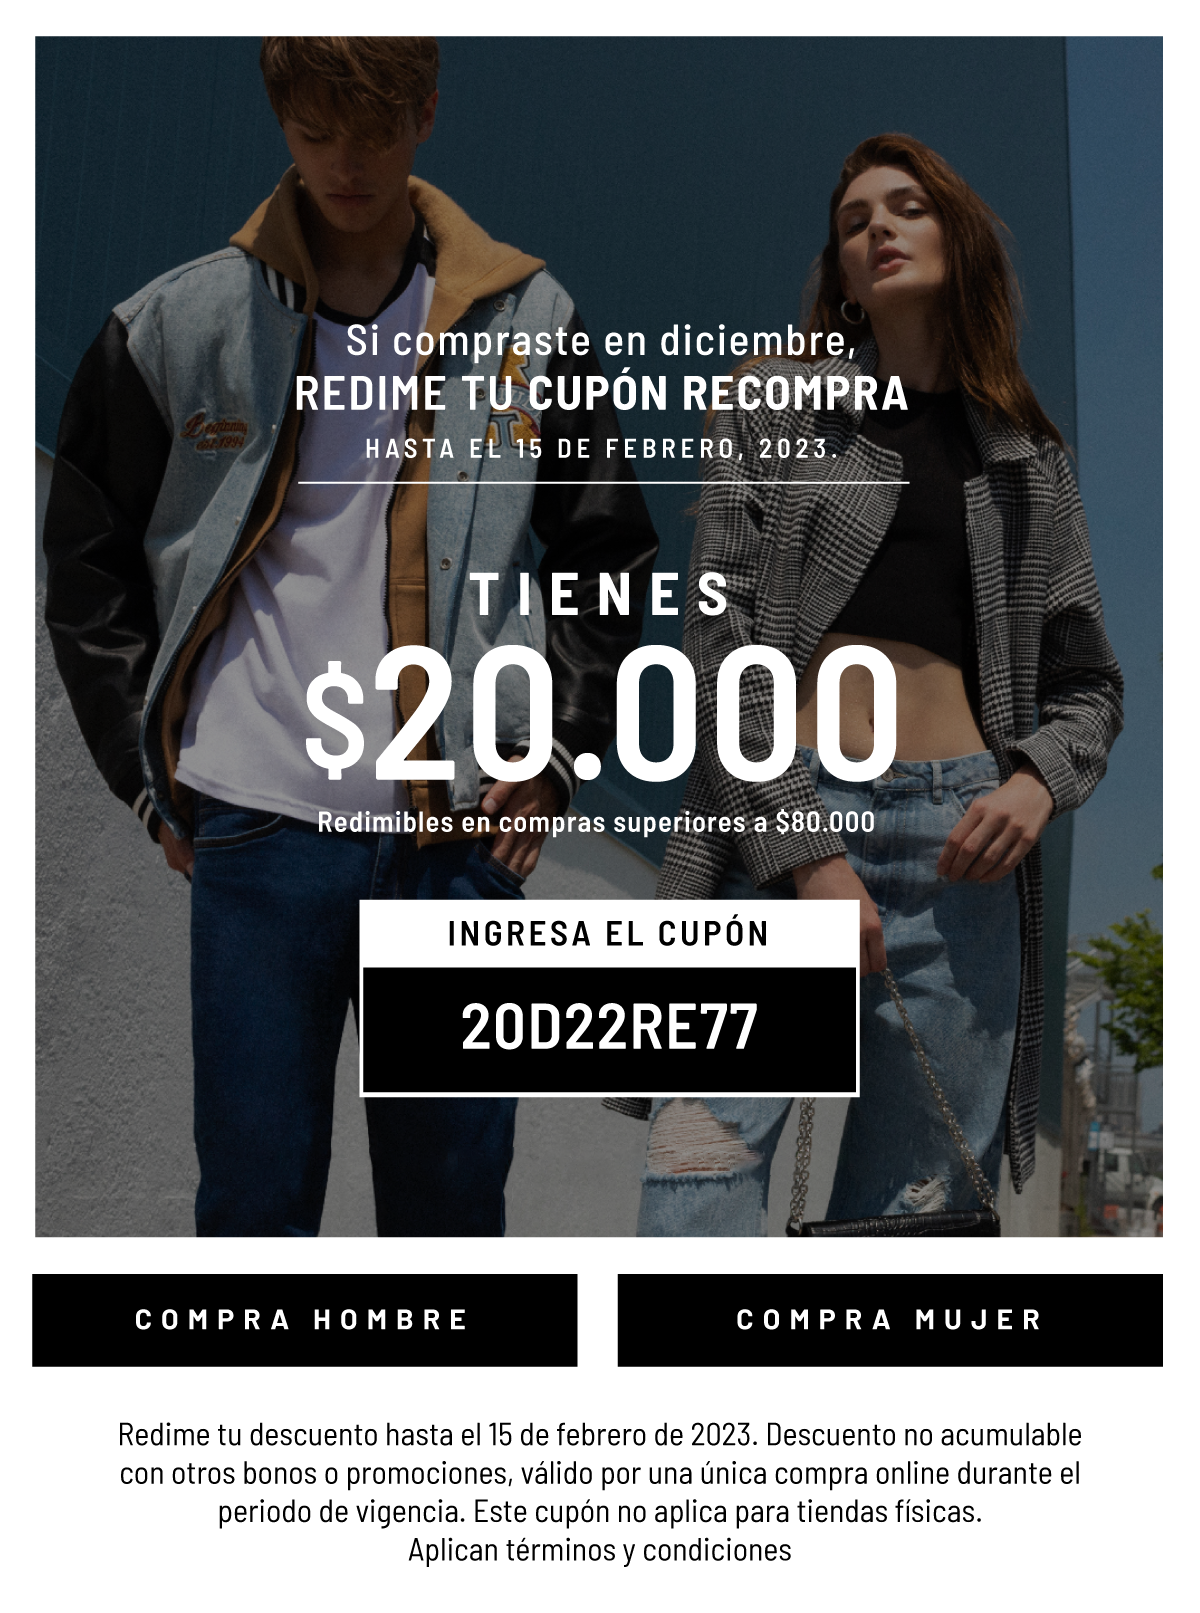 Si compraste en diciembre,
REDIME TU CUPÓN RECOMPRA
HASTA EL 15 DE FEBRERO, 2023.
TIENES
$20.000
Redimibles en compras superiores a $80.000
INGRESA EL CUPÓN
20D22RE77
COMPRA HOMBRE
COMPRA MUJER
Redime tu descuento hasta el 15 de febrero de 2023. Descuento no acumulable
con otros bonos o promociones, válido por una única compra online durante el
periodo de vigencia. Este cupón no aplica para tiendas físicas.
Aplican términos y condiciones